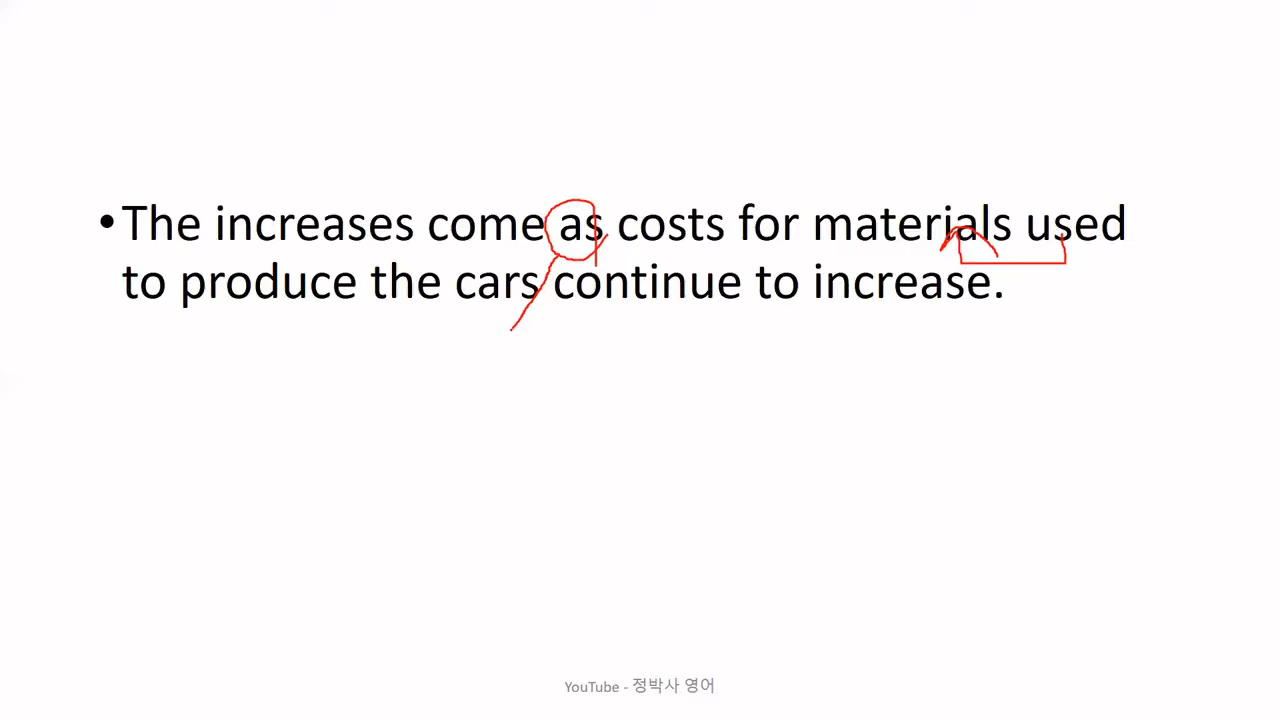 •The increases come as costs for materials used
to produce the cars continue to increase.
YouTube - 정박사 영어